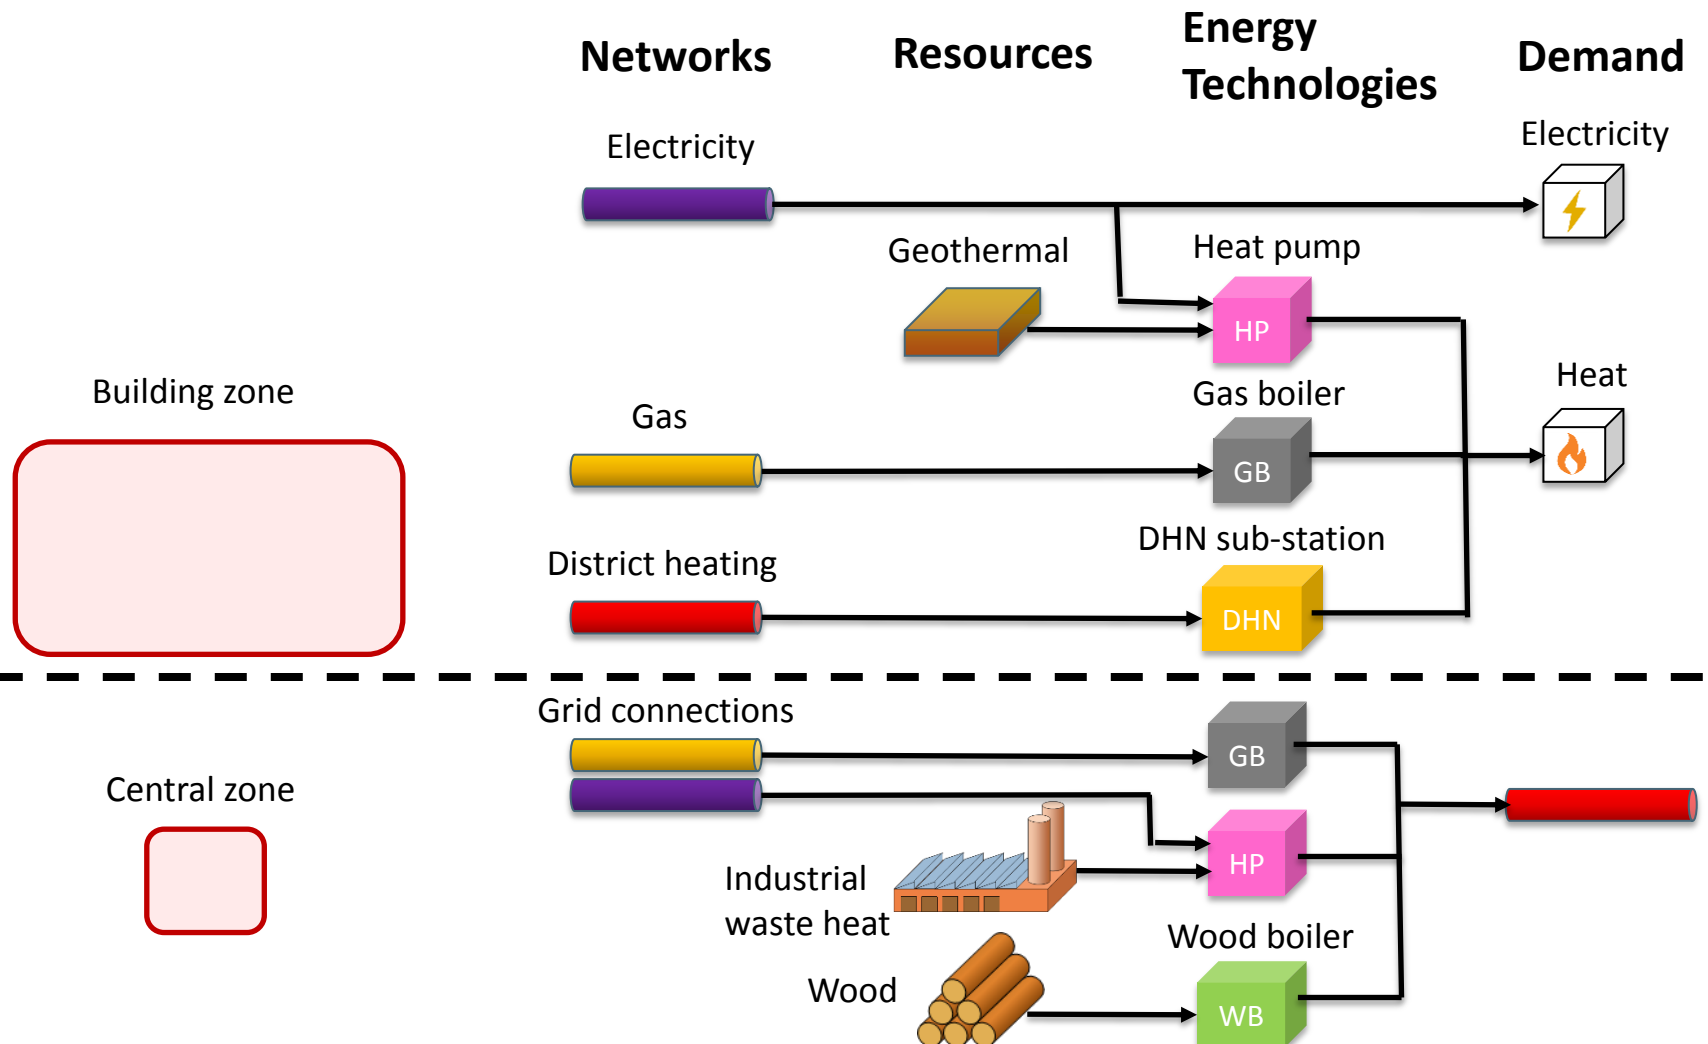 Networks
Resources
Energy
Technologies
Demand
Electricity
Electricity
Geothermal
Heat pump
HP
Building zone
Gas
Gas boiler
GB
Heat
District heating
DHN sub-station
DHN
Grid connections
GB
Central zone
Industrial
waste heat
HP
Wood
Wood boiler
WB